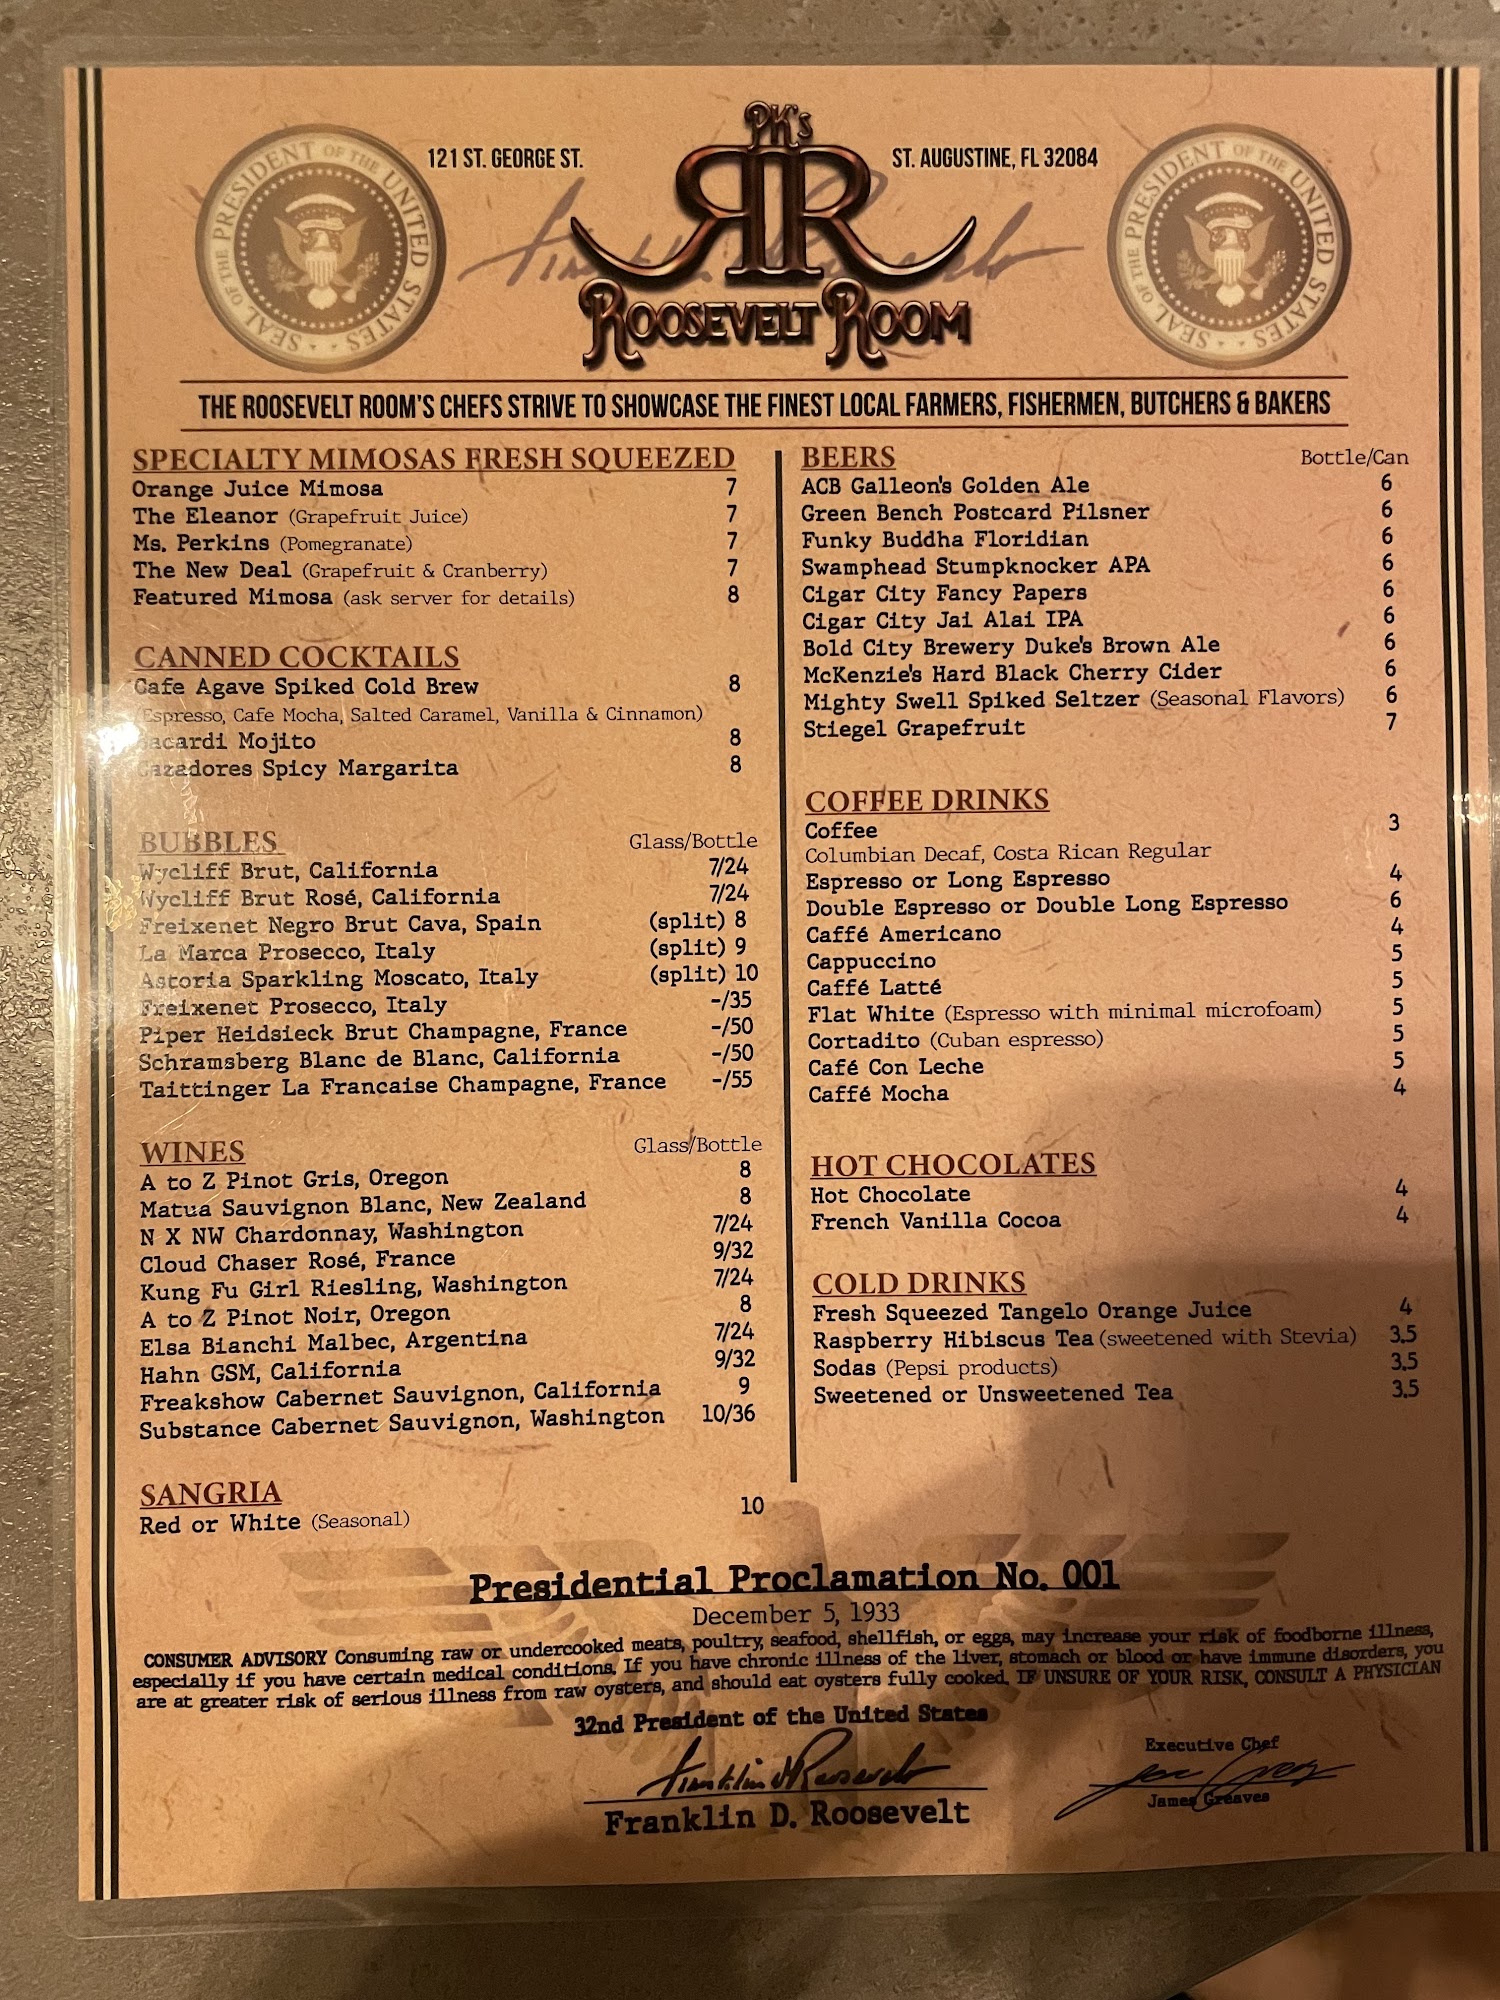 PK's
121 ST. GEORGE ST.
ST. AUGUSTINE, FL 32084
RR
ROOSEVELT ROOM
SEAL OF THE PRESIDENT OF THE UNITED STATES
SEAL OF THE PRESIDENT OF THE UNITED STATES
THE ROOSEVELT ROOM'S CHEFS STRIVE TO SHOWCASE THE FINEST LOCAL FARMERS, FISHERMEN, BUTCHERS & BAKERS
SPECIALTY MIMOSAS FRESH SQUEEZED
Orange Juice Mimosa 7
The Eleanor (Grapefruit Juice) 7
Ms. Perkins (Pomegranate) 7
The New Deal (Grapefruit & Cranberry) 7
Featured Mimosa (ask server for details) 8
CANNED COCKTAILS
Cafe Agave Spiked Cold Brew 8
(Espresso, Cafe Mocha, Salted Caramel, Vanilla & Cinnamon)
Bacardi Mojito 8
Cazadores Spicy Margarita 8
BUBBLES Glass/Bottle
Wycliff Brut, California 7/24
Wycliff Brut Rosé, California 7/24
Freixenet Negro Brut Cava, Spain (split) 8
La Marca Prosecco, Italy (split) 9
Astoria Sparkling Moscato, Italy (split) 10
Freixenet Prosecco, Italy -/35
Piper Heidsieck Brut Champagne, France -/50
Schramsberg Blanc de Blanc, California -/50
Taittinger La Francaise Champagne, France -/55
WINES Glass/Bottle
A to Z Pinot Gris, Oregon 8
Matua Sauvignon Blanc, New Zealand 8
N X NW Chardonnay, Washington 7/24
Cloud Chaser Rosé, France 9/32
Kung Fu Girl Riesling, Washington 7/24
A to Z Pinot Noir, Oregon 8
Elsa Bianchi Malbec, Argentina 7/24
Hahn GSM, California 9/32
Freakshow Cabernet Sauvignon, California 9
Substance Cabernet Sauvignon, Washington 10/36
SANGRIA
Red or White (Seasonal) 10
BEERS Bottle/Can
ACB Galleon's Golden Ale 6
Green Bench Postcard Pilsner 6
Funky Buddha Floridian 6
Swamphead Stumpknocker APA 6
Cigar City Fancy Papers 6
Cigar City Jai Alai IPA 6
Bold City Brewery Duke's Brown Ale 6
McKenzie's Hard Black Cherry Cider 6
Mighty Swell Spiked Seltzer (Seasonal Flavors) 6
Stiegel Grapefruit 7
COFFEE DRINKS
Coffee 3
Columbian Decaf, Costa Rican Regular
Espresso or Long Espresso 4
Double Espresso or Double Long Espresso 6
Caffé Americano 4
Cappuccino 5
Caffé Latté 5
Flat White (Espresso with minimal microfoam) 5
Cortadito (Cuban espresso) 5
Café Con Leche 5
Caffé Mocha 4
HOT CHOCOLATES
Hot Chocolate 4
French Vanilla Cocoa 4
COLD DRINKS
Fresh Squeezed Tangelo Orange Juice 4
Raspberry Hibiscus Tea (sweetened with Stevia) 3.5
Sodas (Pepsi products) 3.5
Sweetened or Unsweetened Tea 3.5
Presidential Proclamation No. 001
December 5, 1933
CONSUMER ADVISORY Consuming raw or undercooked meats, poultry, seafood, shellfish, or eggs, may increase your risk of foodborne illness,
especially if you have certain medical conditions. If you have chronic illness of the liver, stomach or blood or have immune disorders, you
are at greater risk of serious illness from raw oysters, and should eat oysters fully cooked. IF UNSURE OF YOUR RISK, CONSULT A PHYSICIAN
32nd President of the United States
Franklin D Roosevelt
Franklin D. Roosevelt
Executive Chef
James Greaves